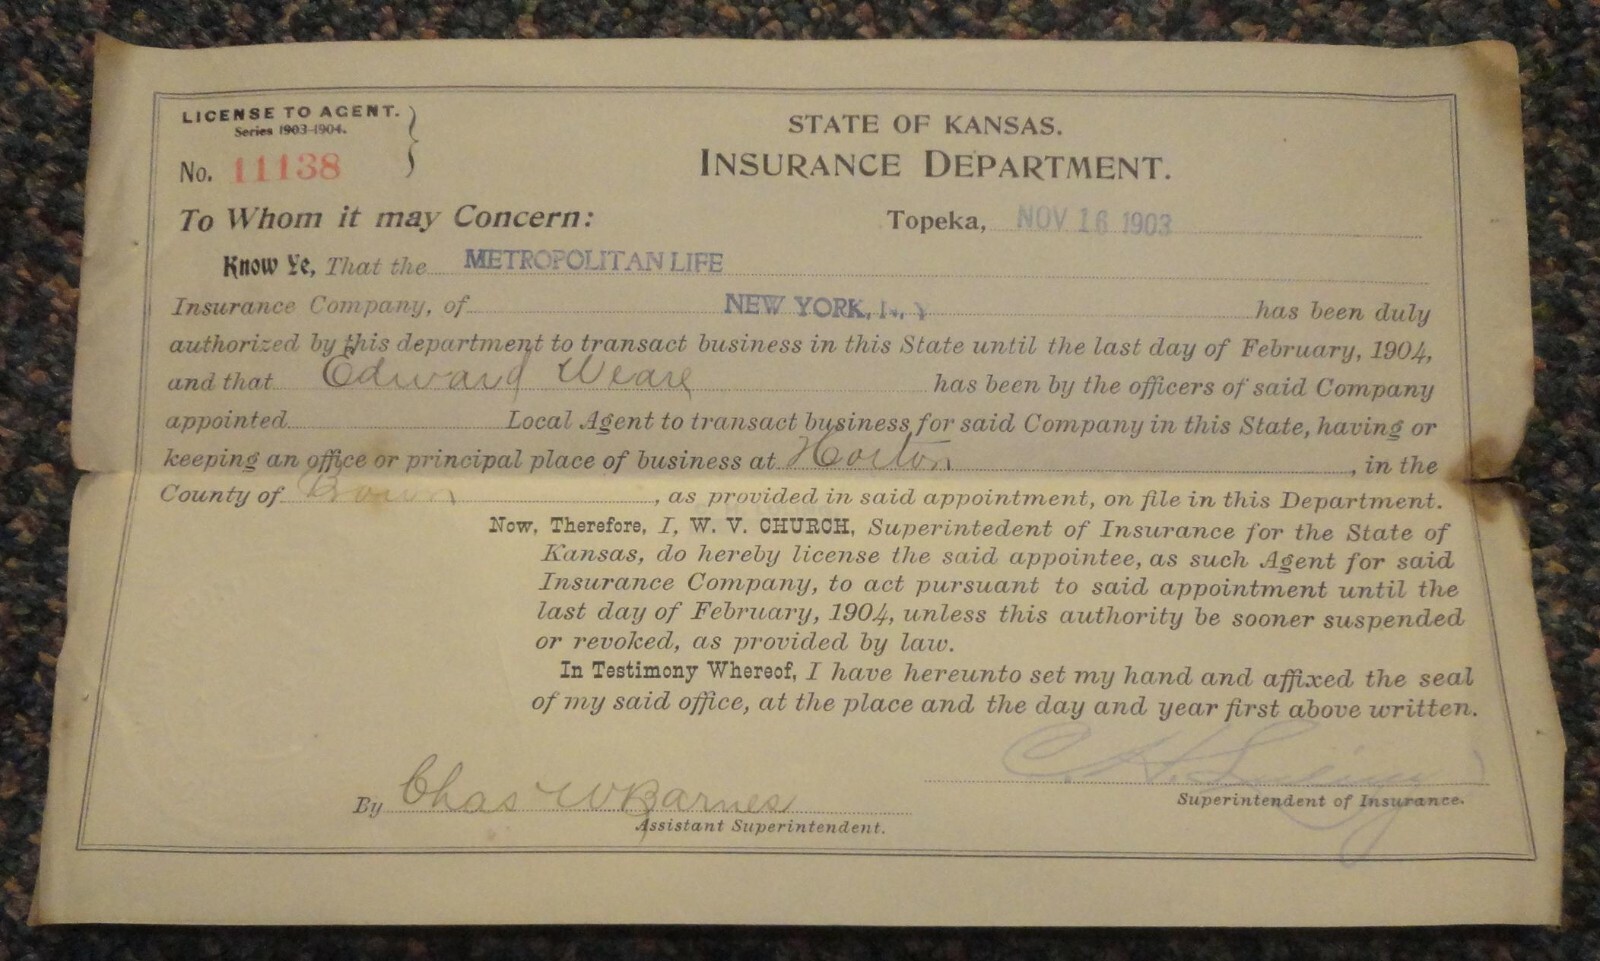 LICENSE TO AGENT.
Series 1903-1904.
No. 11138
STATE OF KANSAS.
INSURANCE DEPARTMENT.
To Whom it may Concern:
Topeka, NOV 16 1903
Know Ye, That the METROPOLITAN LIFE
Insurance Company, of NEW YORK, N. Y has been duly
authorized by this department to transact business in this State until the last day of February, 1904,
and that Edward Weare has been by the officers of said Company
appointed Local Agent to transact business for said Company in this State, having or
keeping an office or principal place of business at Horton, in the
County of Brown, as provided in said appointment, on file in this Department.
Now, Therefore, I, W. V. CHURCH, Superintedent of Insurance for the State of
Kansas, do hereby license the said appointee, as such Agent for said
Insurance Company, to act pursuant to said appointment until the
last day of February, 1904, unless this authority be sooner suspended
or revoked, as provided by law.
In Testimony Whereof, I have hereunto set my hand and affixed the seal
of my said office, at the place and the day and year first above written.
C. H.
Superintendent of Insurance.
By Chas W Barnes
Assistant Superintendent.